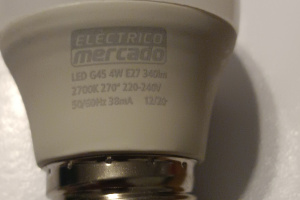 ELECTRICO
mercado
LED G45 4W E27 340lm
2700K 270° 220-240V
50/60Hz 30mA 12/20